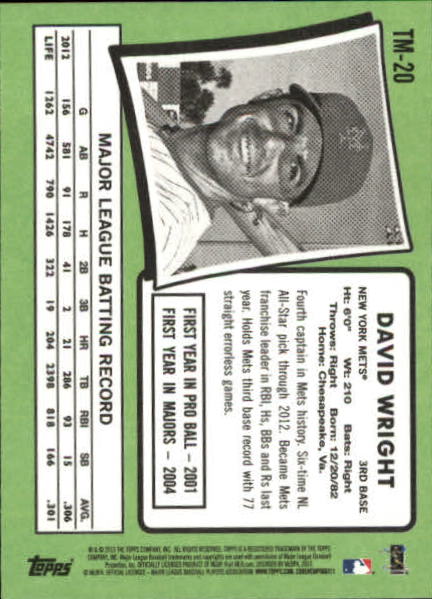 TM-20
DAVID WRIGHT
NEW YORK METS® 3RD BASE
Ht: 6'0" Wt: 210 Bats: Right
Throws: Right Born: 12/20/82
Home: Chesapeake, Va.
Fourth captain in Mets history. Six-time NL
All-Star pick through 2012. Became Mets
franchise leader in RBI, Hs, BBs and Rs last
year. Holds Mets third base record with 77
straight errorless games.
FIRST YEAR IN PRO BALL – 2001
FIRST YEAR IN MAJORS – 2004
MAJOR LEAGUE BATTING RECORD
G AB R H 2B 3B HR TB RBI SB AVG.
2012 156 581 91 178 41 2 21 286 93 15 .306
LIFE 1262 4742 790 1426 322 19 204 2398 818 166 .301
Topps